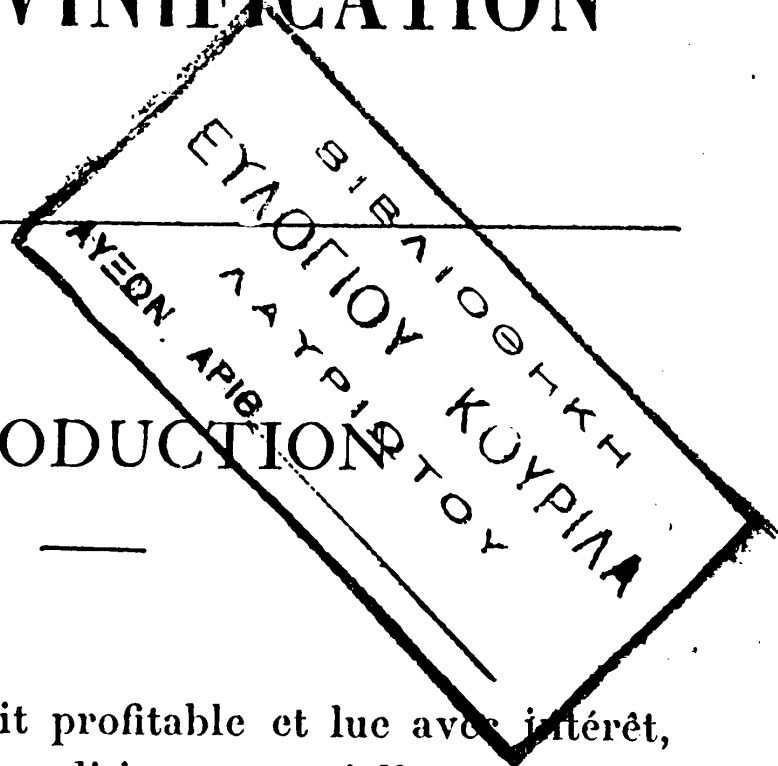 VINIFICATION
ΒΙΒΛΙΟΘΗΚΗ
ΕΥΛΟΓΙΟΥ ΚΟΥΡΙΛΑ
ΛΑΥΡΙΩΤΟΥ
ΑΥΞΩΝ ΑΡΙΘ.
ODUCTION
it profitable et lue avec intérêt,